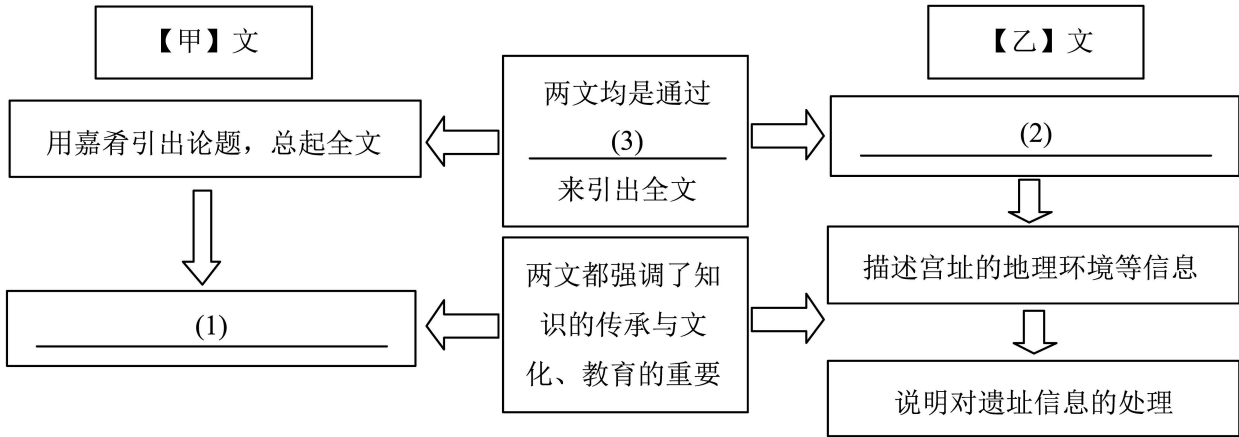 【甲】文
【乙】文
两文均是通过
(3)
来引出全文
用嘉肴引出论题，总起全文
(2)
描述宫址的地理环境等信息
两文都强调了知
识的传承与文
化、教育的重要
(1)
说明对遗址信息的处理